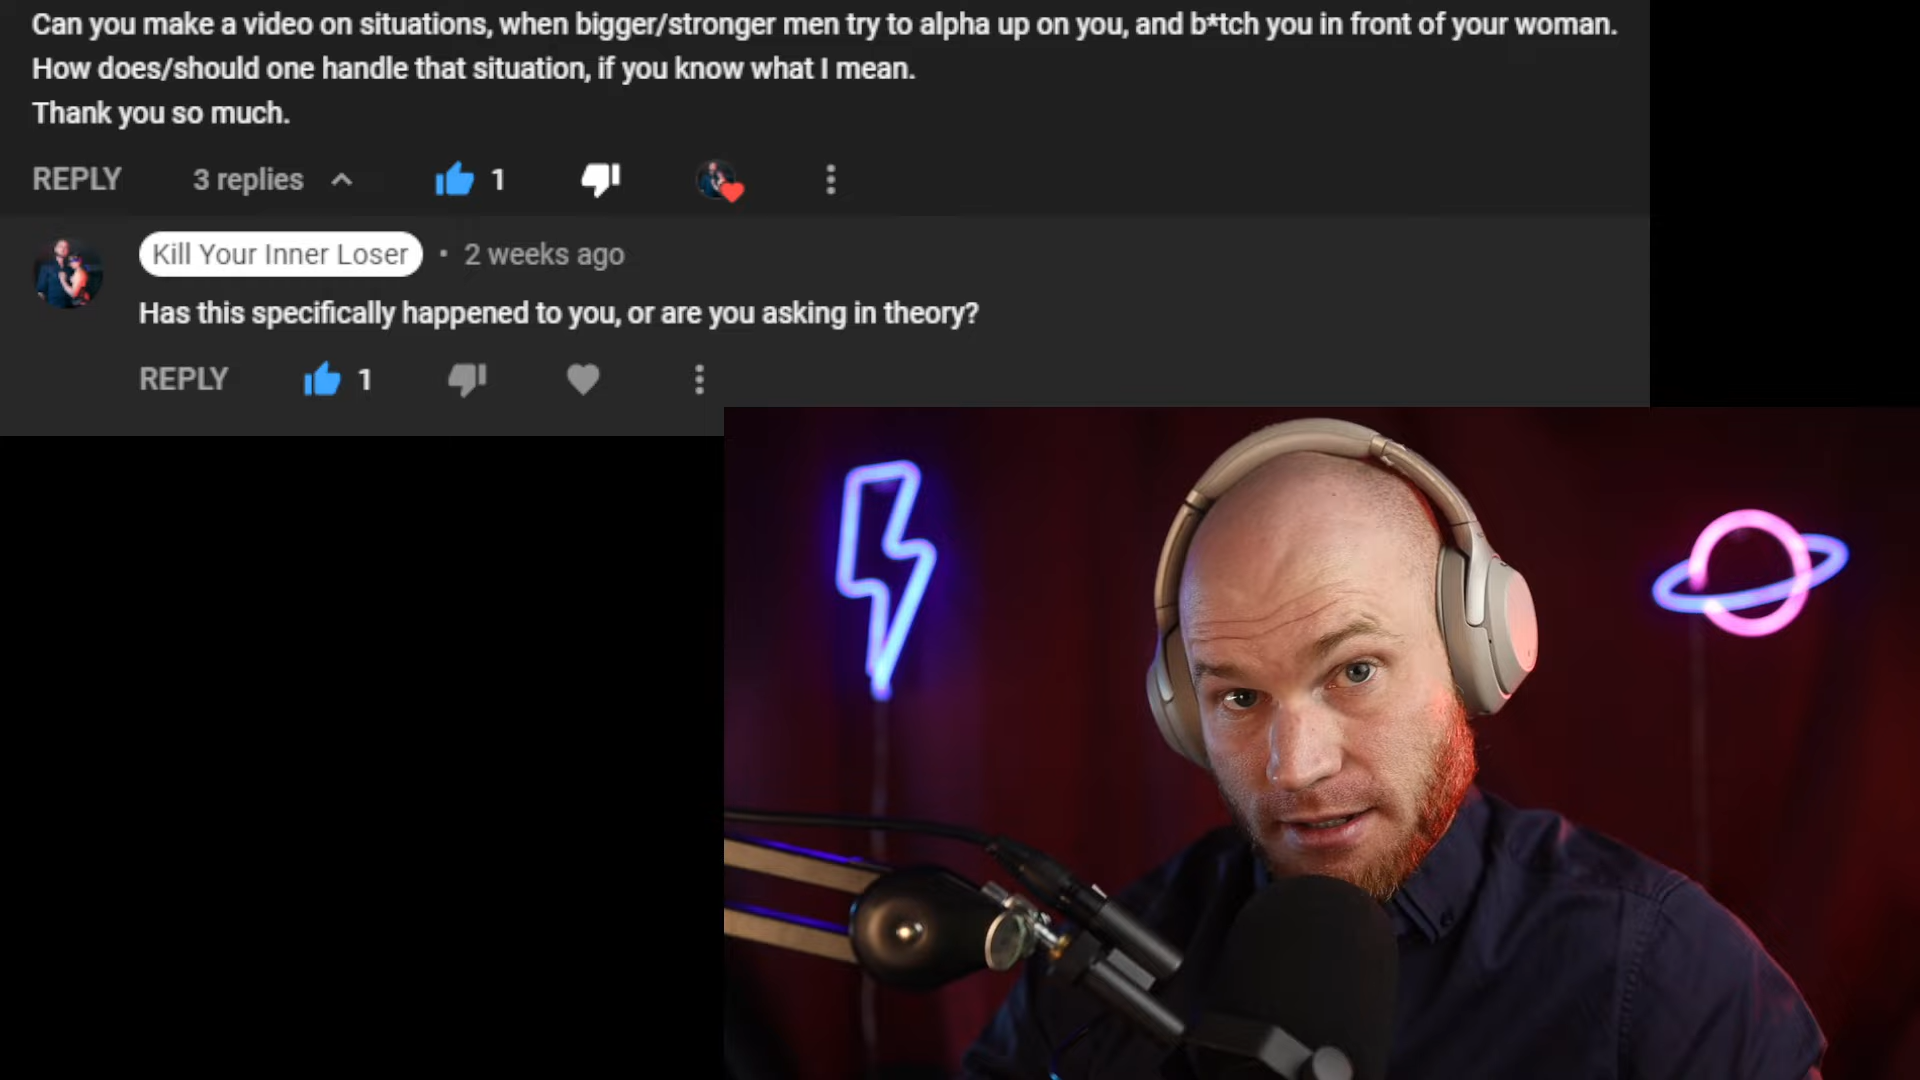 Can you make a video on situations, when bigger/stronger men try to alpha up on you, and b*tch you in front of your woman.
How does/should one handle that situation, if you know what I mean.
Thank you so much.
REPLY 3 replies 1
Kill Your Inner Loser • 2 weeks ago
Has this specifically happened to you, or are you asking in theory?
REPLY 1